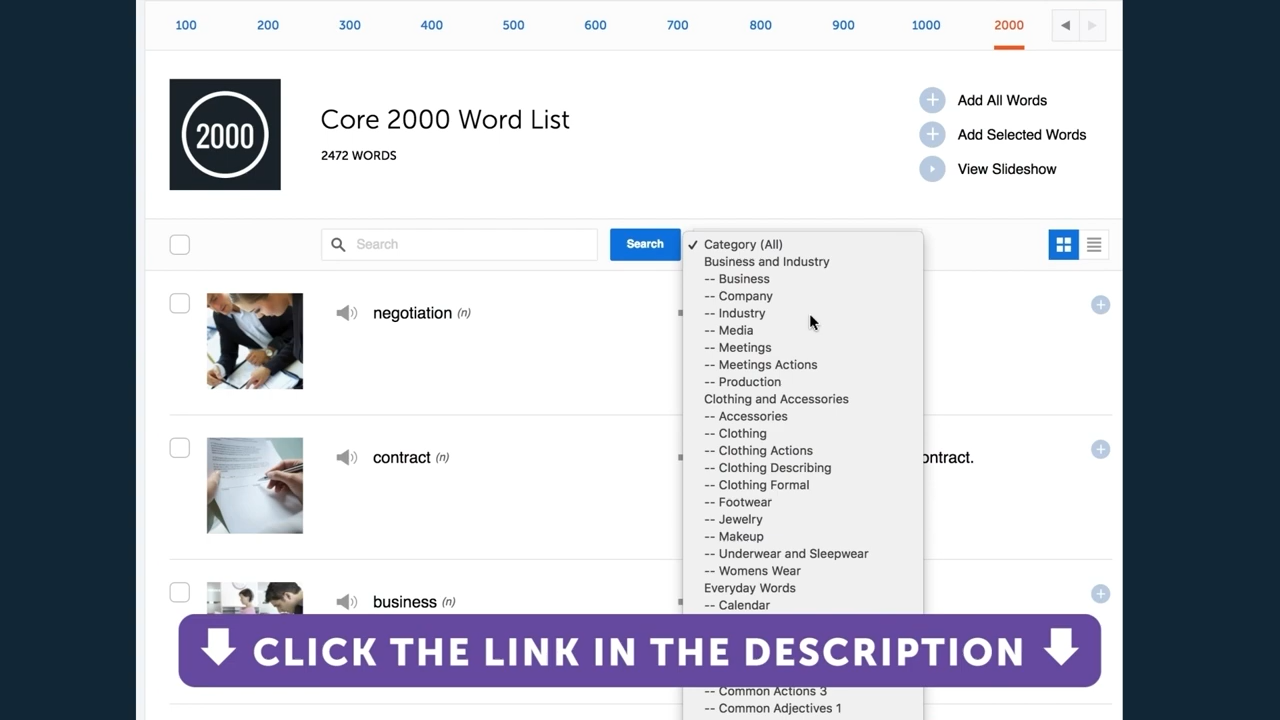 100 200 300 400 500 600 700 800 900 1000 2000
2000
Core 2000 Word List
2472 WORDS
Add All Words
Add Selected Words
View Slideshow
Search
Search
✓ Category (All)
Business and Industry
-- Business
-- Company
-- Industry
-- Media
-- Meetings
-- Meetings Actions
-- Production
Clothing and Accessories
-- Accessories
-- Clothing
-- Clothing Actions
-- Clothing Describing
-- Clothing Formal
-- Footwear
-- Jewelry
-- Makeup
-- Underwear and Sleepwear
-- Womens Wear
Everyday Words
-- Calendar
-- Common Actions 3
-- Common Adjectives 1
negotiation (n)
contract (n)
ontract.
business (n)
CLICK THE LINK IN THE DESCRIPTION